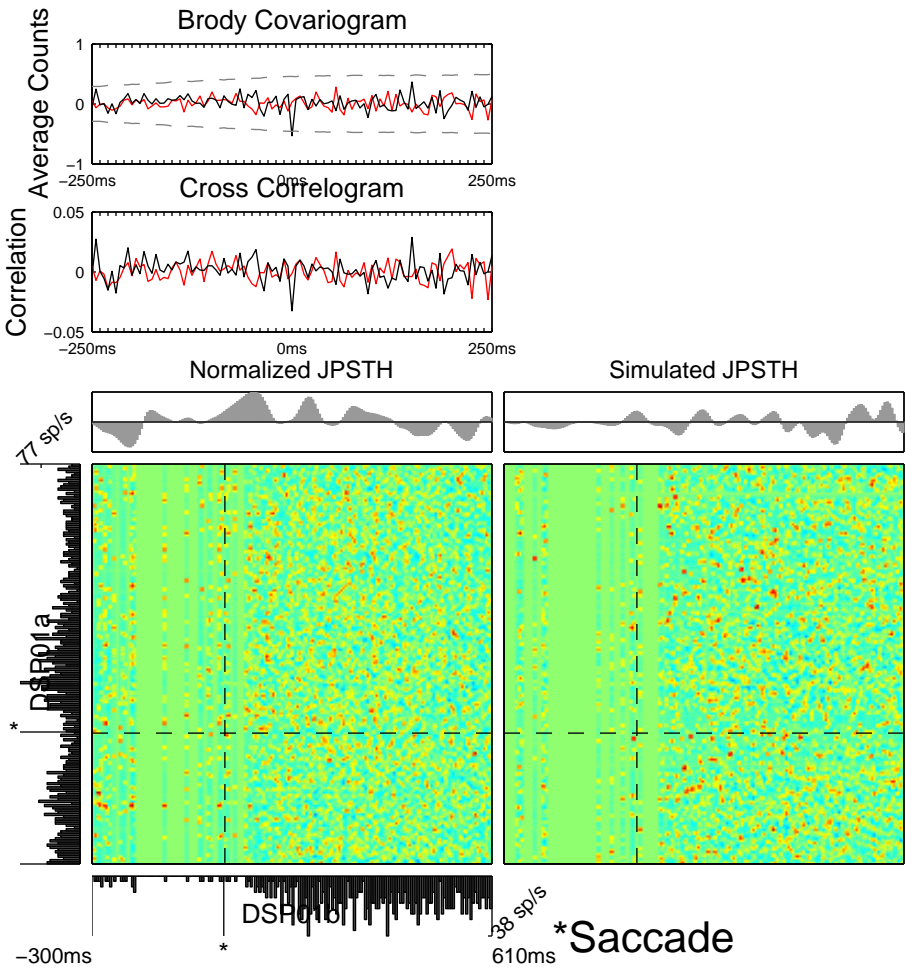 Brody Covariogram
Average Counts
1
0
−1
−250ms
0ms
250ms
Cross Correlogram
Correlation
0.05
0
−0.05
−250ms
0ms
250ms
Normalized JPSTH
Simulated JPSTH
77 sp/s
DSP01a
*
DSP01b
38 sp/s
*
*Saccade
−300ms
610ms